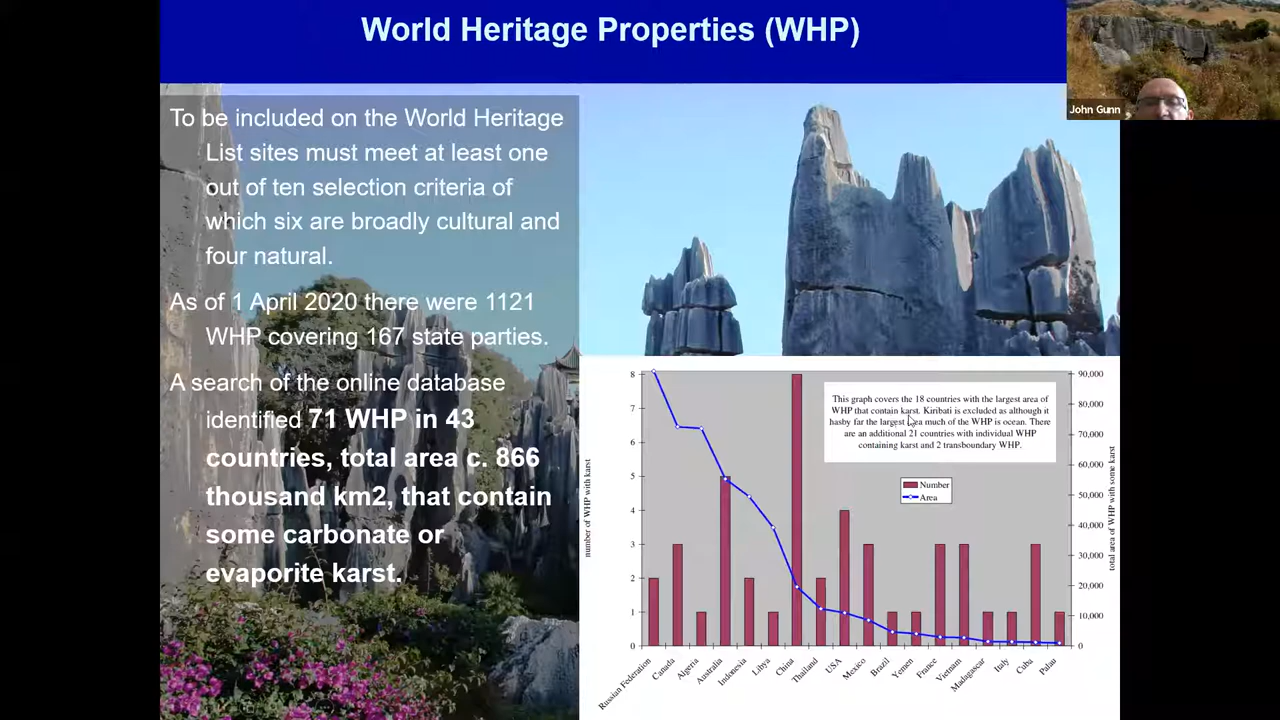 World Heritage Properties (WHP)
John Gunn
To be included on the World Heritage
List sites must meet at least one
out of ten selection criteria of
which six are broadly cultural and
four natural.
As of 1 April 2020 there were 1121
WHP covering 167 state parties.
A search of the online database
identified 71 WHP in 43
countries, total area c. 866
thousand km2, that contain
some carbonate or
evaporite karst.
This graph covers the 18 countries with the largest area of
WHP that contain karst. Kiribati is excluded as although it
hasby far the largest area much of the WHP is ocean. There
are an additional 21 countries with individual WHP
containing karst and 2 transboundary WHP.
Number
Area
number of WHP with karst
8
7
6
5
4
3
2
1
0
total area of WHP with some karst
90,000
80,000
70,000
60,000
50,000
40,000
30,000
20,000
10,000
0
Russian Federation
Canada
Algeria
Australia
Indonesia
Libya
China
Thailand
USA
Mexico
Brazil
Yemen
France
Vietnam
Madagascar
Italy
Cuba
Palau